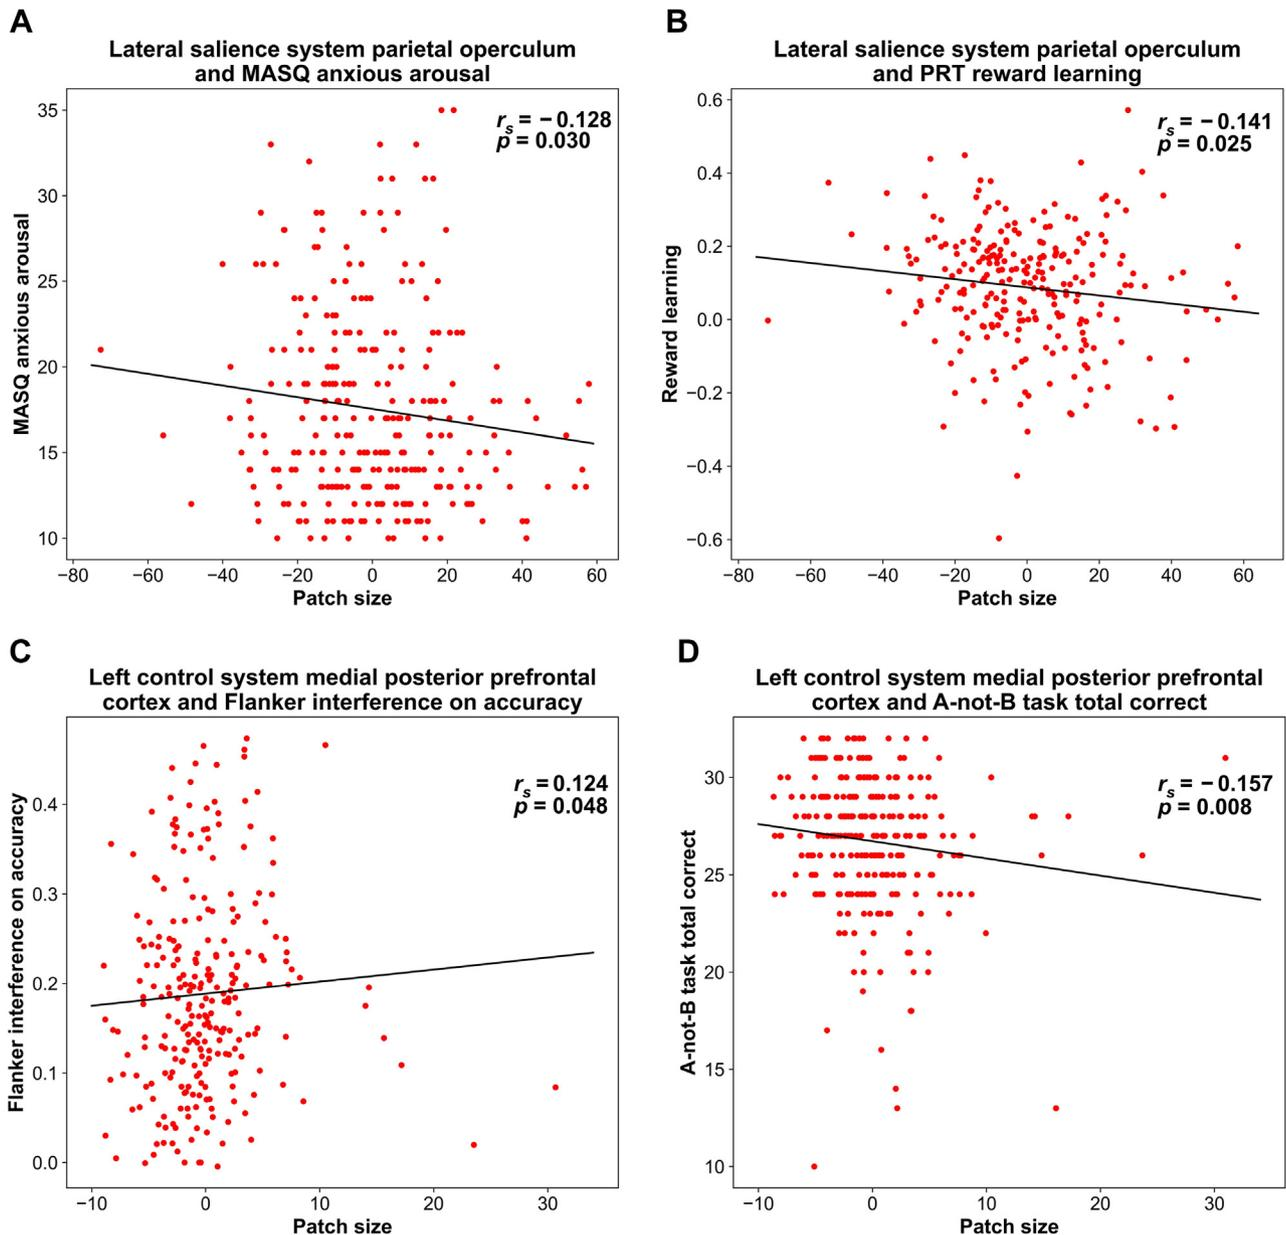 A
Lateral salience system parietal operculum
and MASQ anxious arousal
rs = −0.128
p = 0.030
MASQ anxious arousal
35
30
25
20
15
10
−80 −60 −40 −20 0 20 40 60
Patch size
B
Lateral salience system parietal operculum
and PRT reward learning
rs = −0.141
p = 0.025
Reward learning
0.6
0.4
0.2
0.0
−0.2
−0.4
−0.6
−80 −60 −40 −20 0 20 40 60
Patch size
C
Left control system medial posterior prefrontal
cortex and Flanker interference on accuracy
rs = 0.124
p = 0.048
Flanker interference on accuracy
0.4
0.3
0.2
0.1
0.0
−10 0 10 20 30
Patch size
D
Left control system medial posterior prefrontal
cortex and A-not-B task total correct
rs = −0.157
p = 0.008
A-not-B task total correct
30
25
20
15
10
−10 0 10 20 30
Patch size